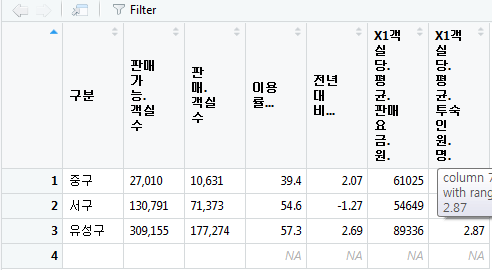 Filter
구분
판매
가
능.
객실
수
판
매.
객실
수
이용
률...
전년
대
비...
X1객
실
당.
평
균.
판매
요
금.
원.
X1객
실
당.
평
균.
투숙
인
원.
명.
1 중구 27,010 10,631 39.4 2.07 61025
2 서구 130,791 71,373 54.6 -1.27 54649
3 유성구 309,155 177,274 57.3 2.69 89336 2.87
4 NA NA NA NA
column 7
with rang
2.87